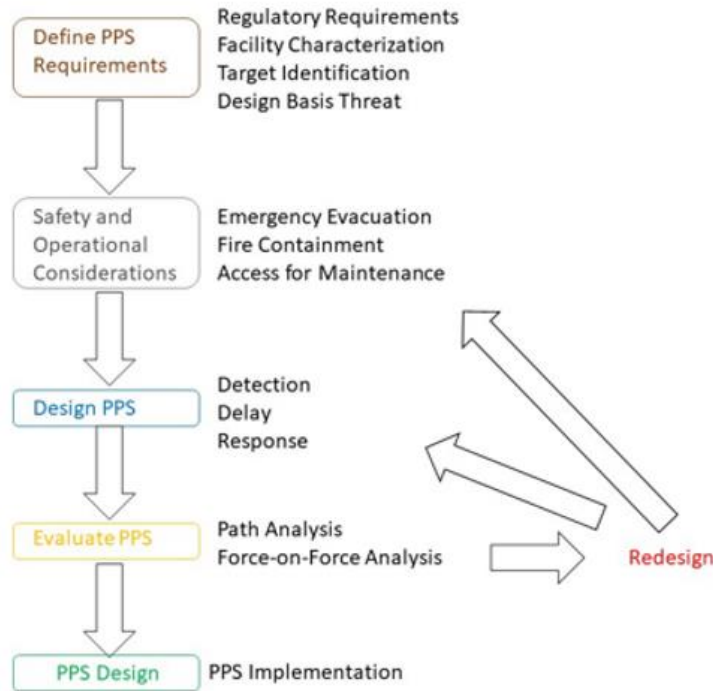 Define PPS
Requirements
Regulatory Requirements
Facility Characterization
Target Identification
Design Basis Threat
Safety and
Operational
Considerations
Emergency Evacuation
Fire Containment
Access for Maintenance
Design PPS
Detection
Delay
Response
Evaluate PPS
Path Analysis
Force-on-Force Analysis
Redesign
PPS Design
PPS Implementation